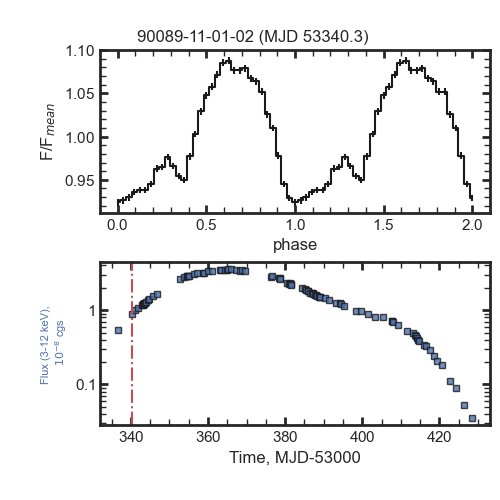 90089-11-01-02 (MJD 53340.3)
1.10
1.05
1.00
0.95
F/F_mean
0.0 0.5 1.0 1.5 2.0
phase
1
0.1
Flux (3-12 keV),
10⁻⁸ cgs
340 360 380 400 420
Time, MJD-53000